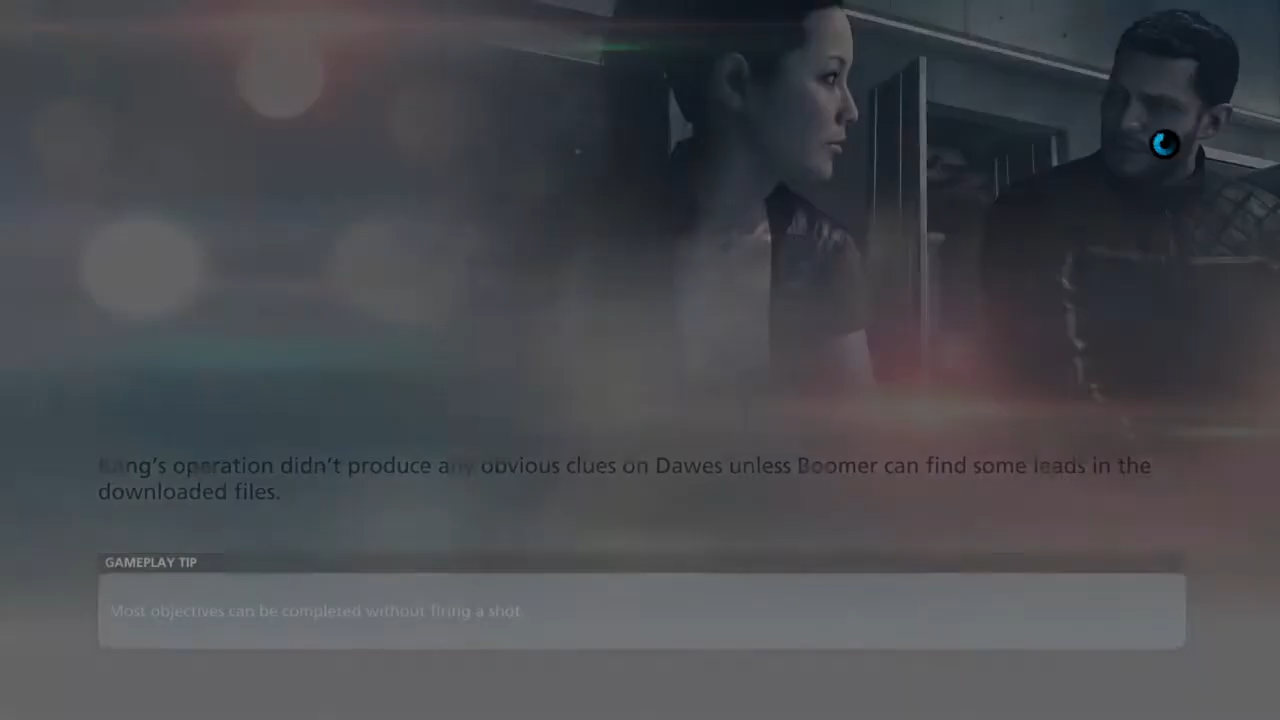 Kang's operation didn't produce any obvious clues on Dawes unless Boomer can find some leads in the
downloaded files.
GAMEPLAY TIP
Most objectives can be completed without firing a shot.